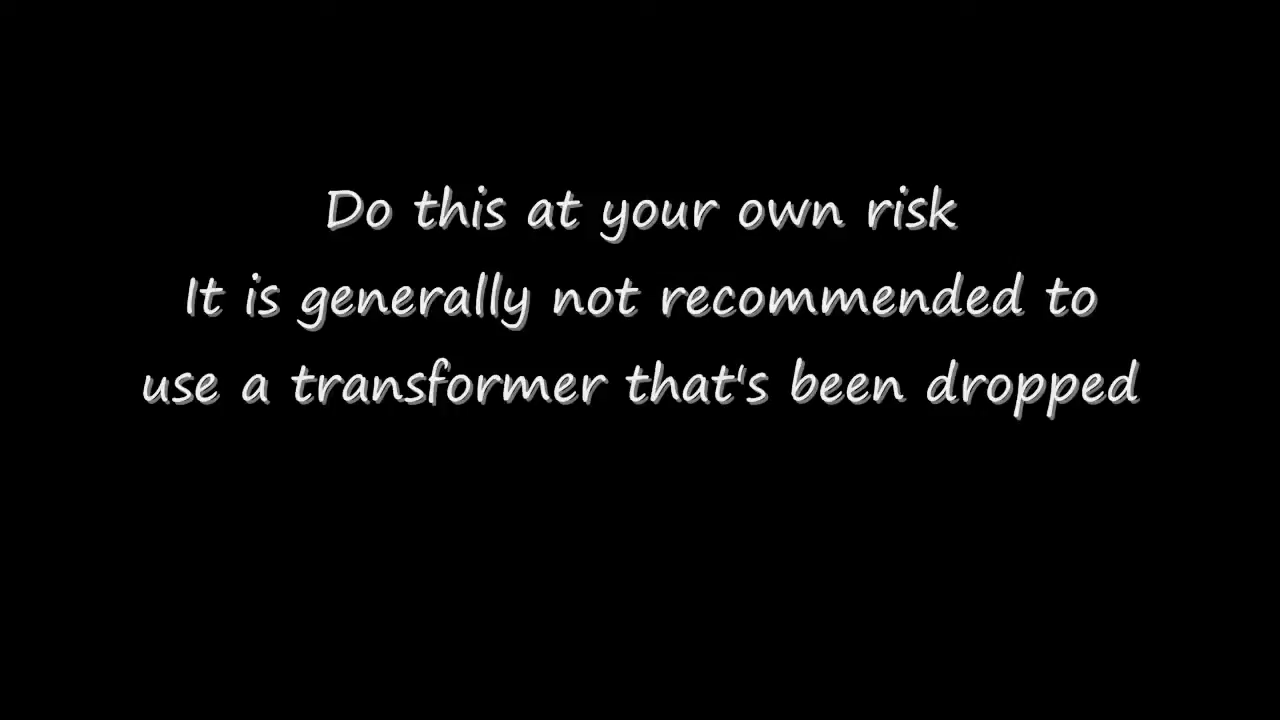 Do this at your own risk
It is generally not recommended to
use a transformer that's been dropped